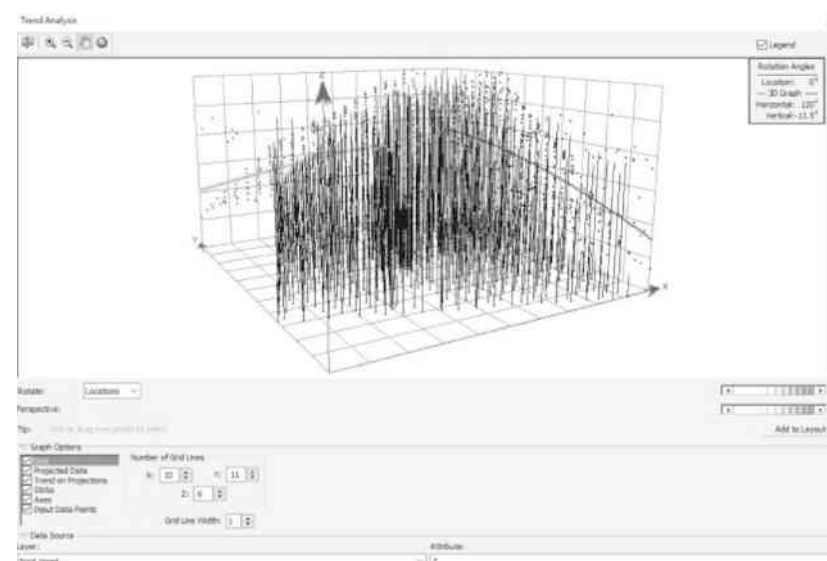 Trend Analysis
Legend
Rotation Angles
Location: 0°
3D Graph
Horizontal: 120°
Vertical: -11.5°
Z
Y
X
Rotate: Locations
Perspective:
Tip:
Add to Layout
Graph Options
Projected Data
Trend on Projections
Sticks
Axes
Input Data Points
Number of Grid Lines
X: 10 Y: 11
Z: 6
Grid Line Width: 1
Data Source
Layer: Attribute: